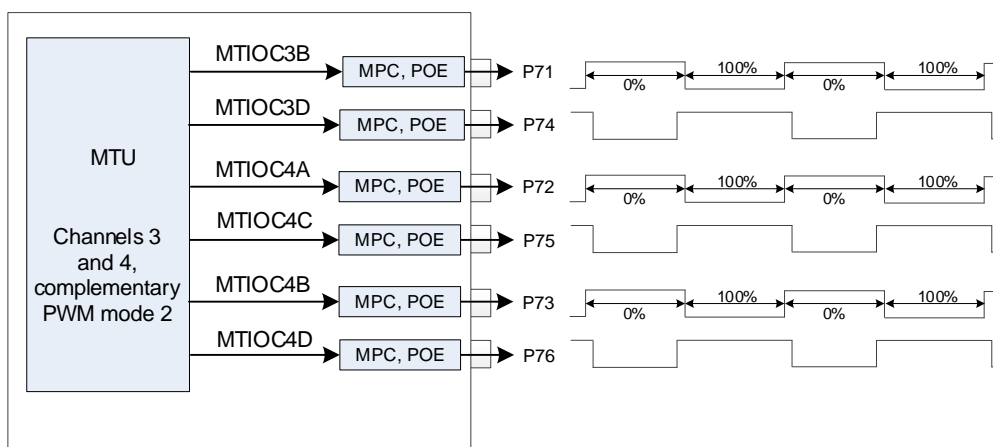 MTU
Channels 3
and 4,
complementary
PWM mode 2
MTIOC3B
MPC, POE
P71
0%
100%
0%
100%
MTIOC3D
MPC, POE
P74
MTIOC4A
MPC, POE
P72
0%
100%
0%
100%
MTIOC4C
MPC, POE
P75
MTIOC4B
MPC, POE
P73
0%
100%
0%
100%
MTIOC4D
MPC, POE
P76